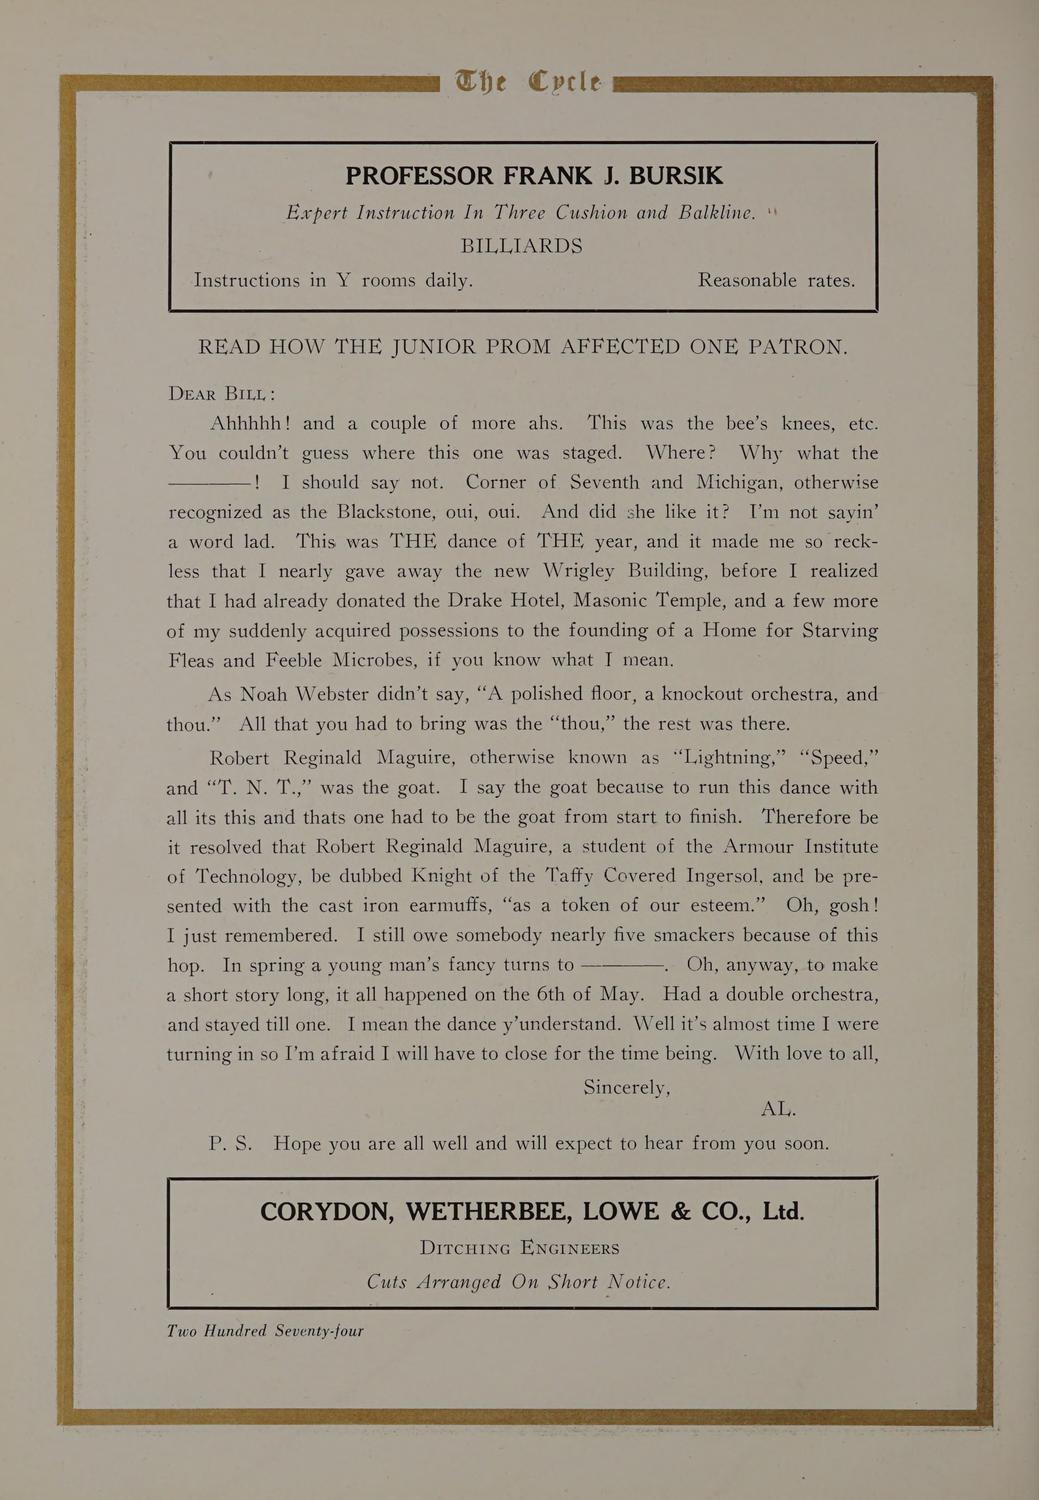 The Cycle
PROFESSOR FRANK J. BURSIK
Expert Instruction In Three Cushion and Balkline.
BILLIARDS
Instructions in Y rooms daily. Reasonable rates.
READ HOW THE JUNIOR PROM AFFECTED ONE PATRON.
DEAR BILL:
Ahhhhh! and a couple of more ahs. This was the bee's knees, etc.
You couldn't guess where this one was staged. Where? Why what the
————! I should say not. Corner of Seventh and Michigan, otherwise
recognized as the Blackstone, oui, oui. And did she like it? I'm not sayin'
a word lad. This was THE dance of THE year, and it made me so reck-
less that I nearly gave away the new Wrigley Building, before I realized
that I had already donated the Drake Hotel, Masonic Temple, and a few more
of my suddenly acquired possessions to the founding of a Home for Starving
Fleas and Feeble Microbes, if you know what I mean.
As Noah Webster didn't say, “A polished floor, a knockout orchestra, and
thou.” All that you had to bring was the “thou,” the rest was there.
Robert Reginald Maguire, otherwise known as “Lightning,” “Speed,”
and “T. N. T.,” was the goat. I say the goat because to run this dance with
all its this and thats one had to be the goat from start to finish. Therefore be
it resolved that Robert Reginald Maguire, a student of the Armour Institute
of Technology, be dubbed Knight of the Taffy Covered Ingersol, and be pre-
sented with the cast iron earmuffs, “as a token of our esteem.” Oh, gosh!
I just remembered. I still owe somebody nearly five smackers because of this
hop. In spring a young man's fancy turns to ————. Oh, anyway, to make
a short story long, it all happened on the 6th of May. Had a double orchestra,
and stayed till one. I mean the dance y'understand. Well it's almost time I were
turning in so I'm afraid I will have to close for the time being. With love to all,
Sincerely,
AL.
P. S. Hope you are all well and will expect to hear from you soon.
CORYDON, WETHERBEE, LOWE & CO., Ltd.
DITCHING ENGINEERS
Cuts Arranged On Short Notice.
Two Hundred Seventy-four